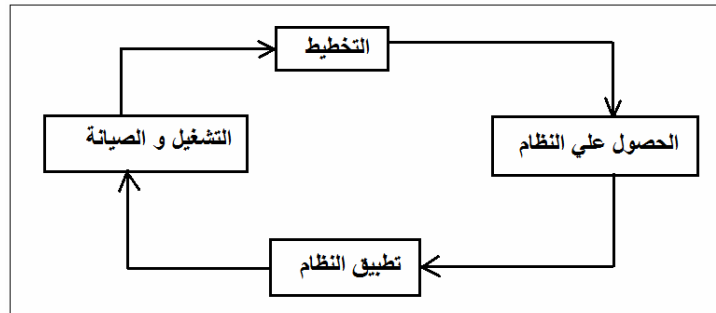 التخطيط
الحصول علي النظام
تطبيق النظام
التشغيل و الصيانة